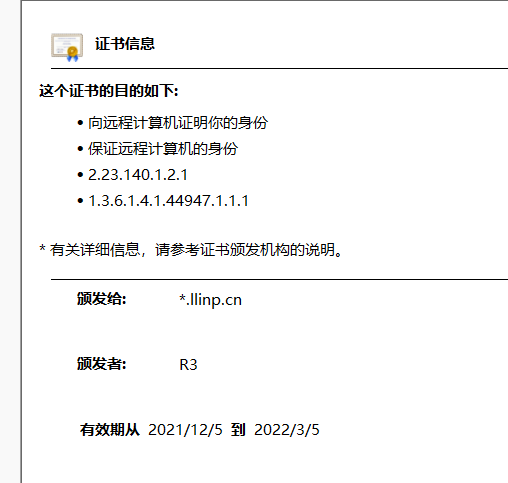 证书信息
这个证书的目的如下:
• 向远程计算机证明你的身份
• 保证远程计算机的身份
• 2.23.140.1.2.1
• 1.3.6.1.4.1.44947.1.1.1
* 有关详细信息，请参考证书颁发机构的说明。
颁发给: *.llinp.cn
颁发者: R3
有效期从 2021/12/5 到 2022/3/5